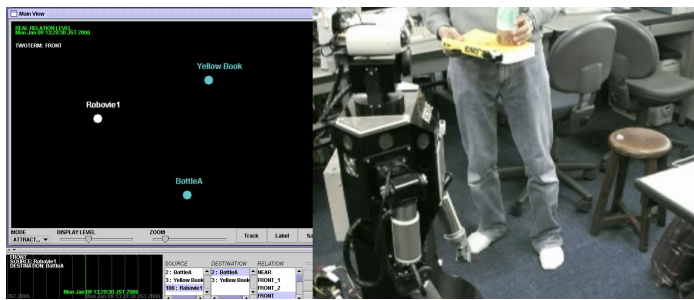 Main View
REAL RELATION LEVEL
Mon Jan 09 13:29:30 JST 2006
TWOTERM: FRONT
Yellow Book
Robovie1
BottleA
MODE
DISPLAY LEVEL
ZOOM
ATTRACT...
Track
Label
FRONT
SOURCE: Robovie1
DESTINATION: BottleA
SOURCE
DESTINATION
RELATION
2 : BottleA
2 : BottleA
NEAR
3 : Yellow Book
3 : Yellow Book
FRONT_1
100 : Robovie1
FRONT_2
FRONT
Mon Jan 09 13:29:30 JST 2006